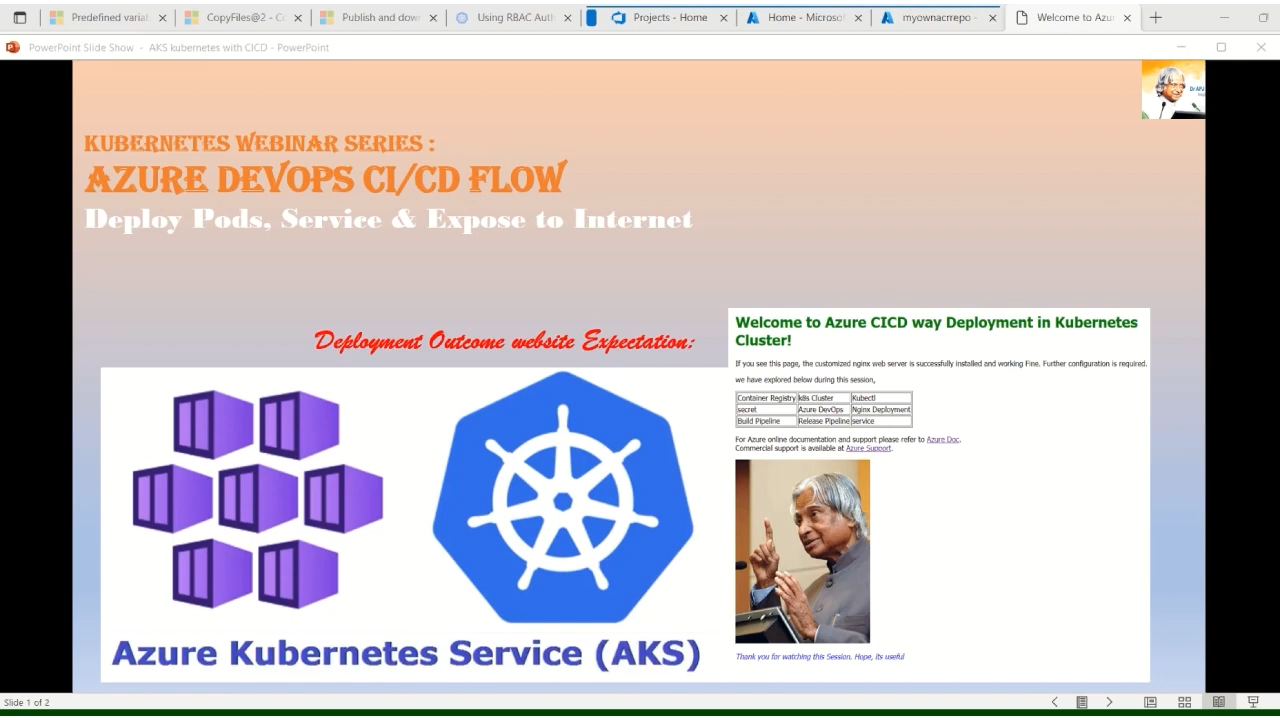 Predefined variat
CopyFiles@2 - Co
Publish and dow
Using RBAC Auth
Projects - Home
Home - Microsof
myownacrrepo -
Welcome to Azur
PowerPoint Slide Show - AKS kubernetes with CICD - PowerPoint
KUBERNETES WEBINAR SERIES :
AZURE DEVOPS CI/CD FLOW
Deploy Pods, Service & Expose to Internet
Deployment Outcome website Expectation:
Azure Kubernetes Service (AKS)
Welcome to Azure CICD way Deployment in Kubernetes
Cluster!
If you see this page, the customized nginx web server is successfully installed and working Fine. Further configuration is required.
we have explored below during this session,
Container Registry k8s Cluster Kubectl
secret Azure DevOps Nginx Deployment
Build Pipeline Release Pipeline service
For Azure online documentation and support please refer to Azure Doc.
Commercial support is available at Azure Support.
Thank you for watching this Session. Hope, its useful
Slide 1 of 2